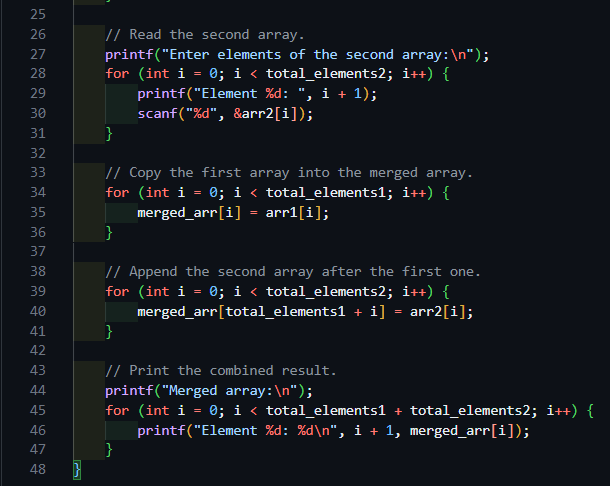 25
26 // Read the second array.
27 printf("Enter elements of the second array:\n");
28 for (int i = 0; i < total_elements2; i++) {
29 printf("Element %d: ", i + 1);
30 scanf("%d", &arr2[i]);
31 }
32
33 // Copy the first array into the merged array.
34 for (int i = 0; i < total_elements1; i++) {
35 merged_arr[i] = arr1[i];
36 }
37
38 // Append the second array after the first one.
39 for (int i = 0; i < total_elements2; i++) {
40 merged_arr[total_elements1 + i] = arr2[i];
41 }
42
43 // Print the combined result.
44 printf("Merged array:\n");
45 for (int i = 0; i < total_elements1 + total_elements2; i++) {
46 printf("Element %d: %d\n", i + 1, merged_arr[i]);
47 }
48 }